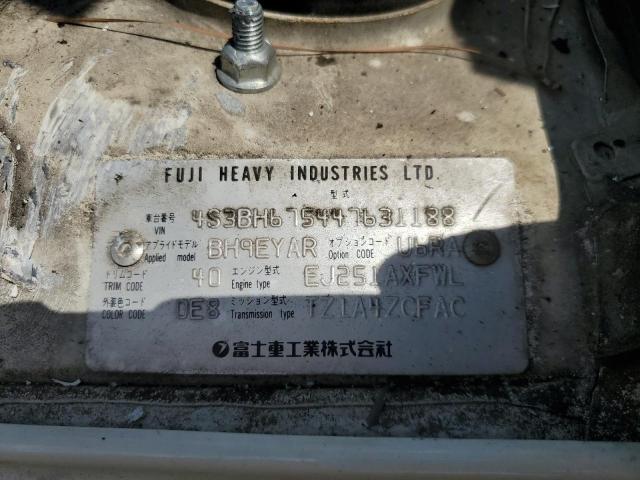 FUJI HEAVY INDUSTRIES LTD.
型式
車台番号 VIN 4S3BH675447631188
アプライドモデル Applied model BH9EYAR オプションコード Option code U6RA
トリムコード TRIM CODE 40 エンジン型式 Engine type EJ251AXFWL
外装色コード COLOR CODE DE8 ミッション型式 Transmission type TZ1A4ZCFAC
富士重工業株式会社